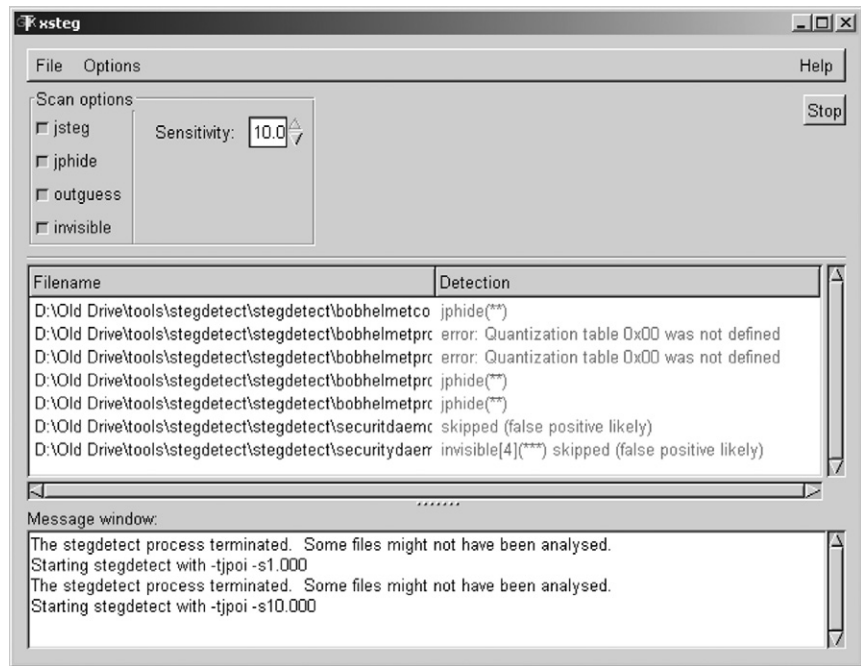 xsteg
File Options Help
Scan options
Stop
jsteg
Sensitivity: 10.0
jphide
outguess
invisible
Filename Detection
D:\Old Drive\tools\stegdetect\stegdetect\bobhelmetco jphide(**)
D:\Old Drive\tools\stegdetect\stegdetect\bobhelmetprc error: Quantization table 0x00 was not defined
D:\Old Drive\tools\stegdetect\stegdetect\bobhelmetprc error: Quantization table 0x00 was not defined
D:\Old Drive\tools\stegdetect\stegdetect\bobhelmetprc jphide(**)
D:\Old Drive\tools\stegdetect\stegdetect\bobhelmetprc jphide(**)
D:\Old Drive\tools\stegdetect\stegdetect\securitdaemc skipped (false positive likely)
D:\Old Drive\tools\stegdetect\stegdetect\securitydaem invisible[4](***) skipped (false positive likely)
Message window:
The stegdetect process terminated. Some files might not have been analysed.
Starting stegdetect with -tjpoi -s1.000
The stegdetect process terminated. Some files might not have been analysed.
Starting stegdetect with -tjpoi -s10.000